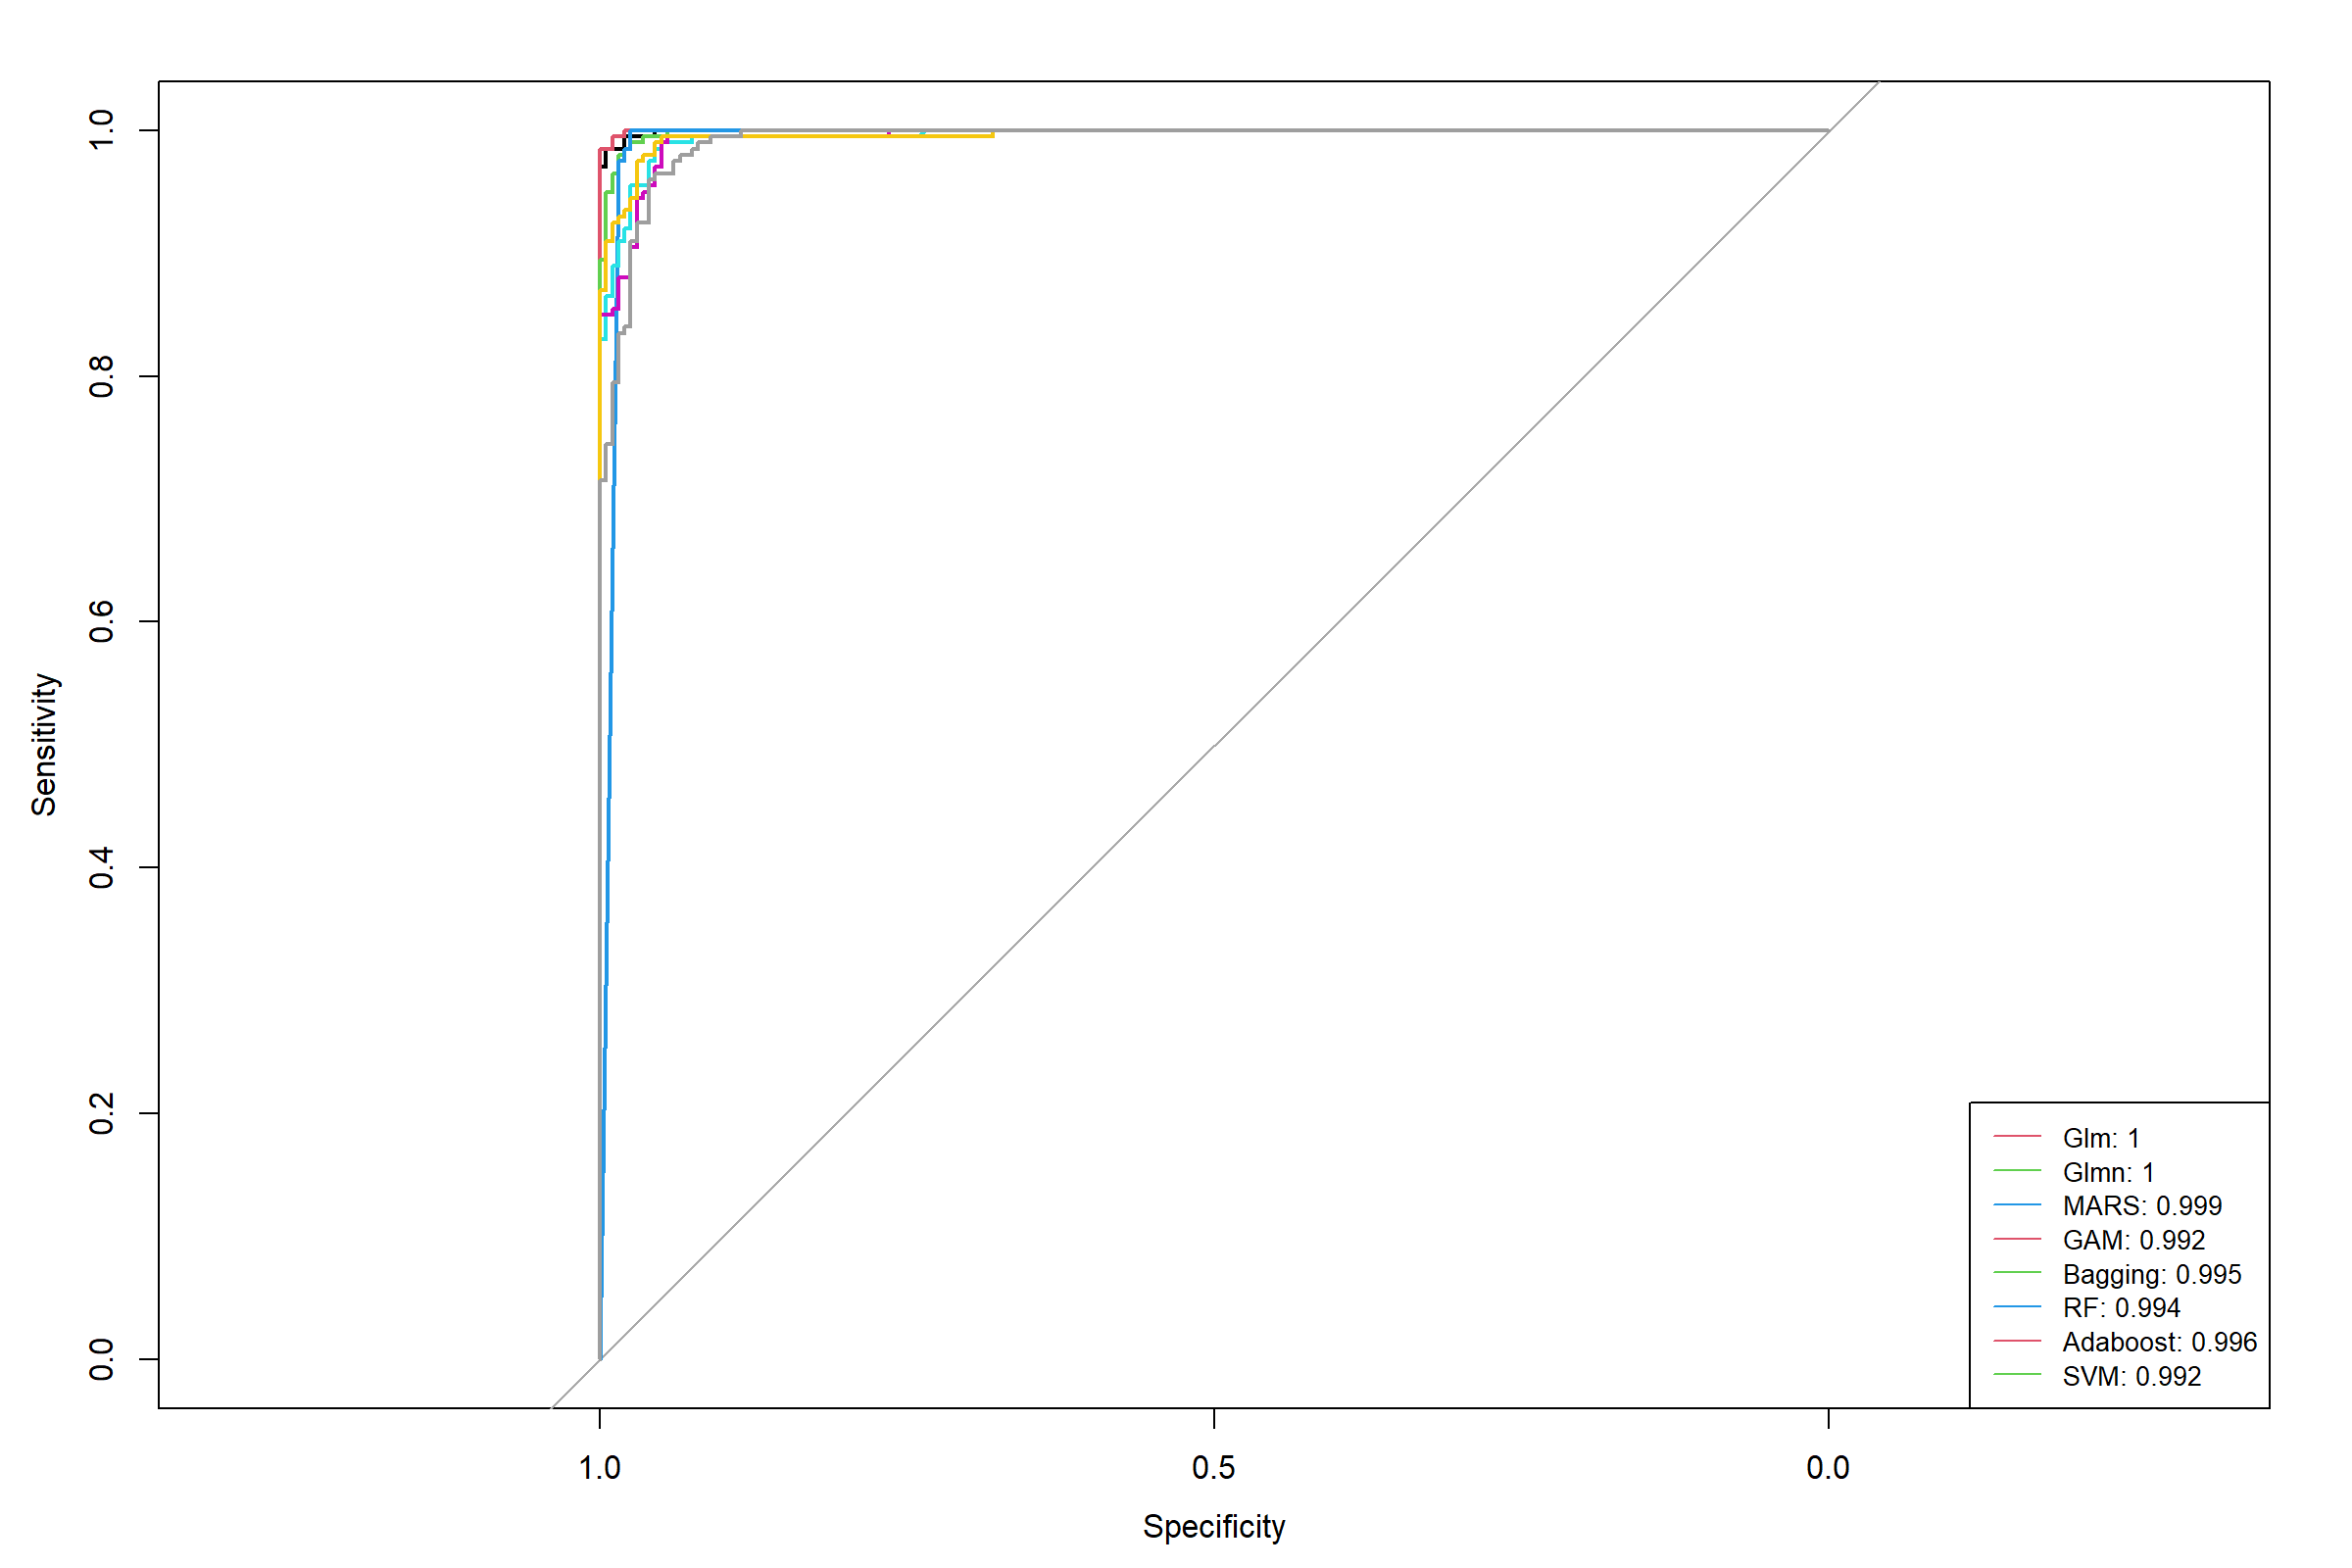 Sensitivity
1.0
0.8
0.6
0.4
0.2
0.0
1.0
0.5
0.0
Specificity
Glm: 1
Glmn: 1
MARS: 0.999
GAM: 0.992
Bagging: 0.995
RF: 0.994
Adaboost: 0.996
SVM: 0.992